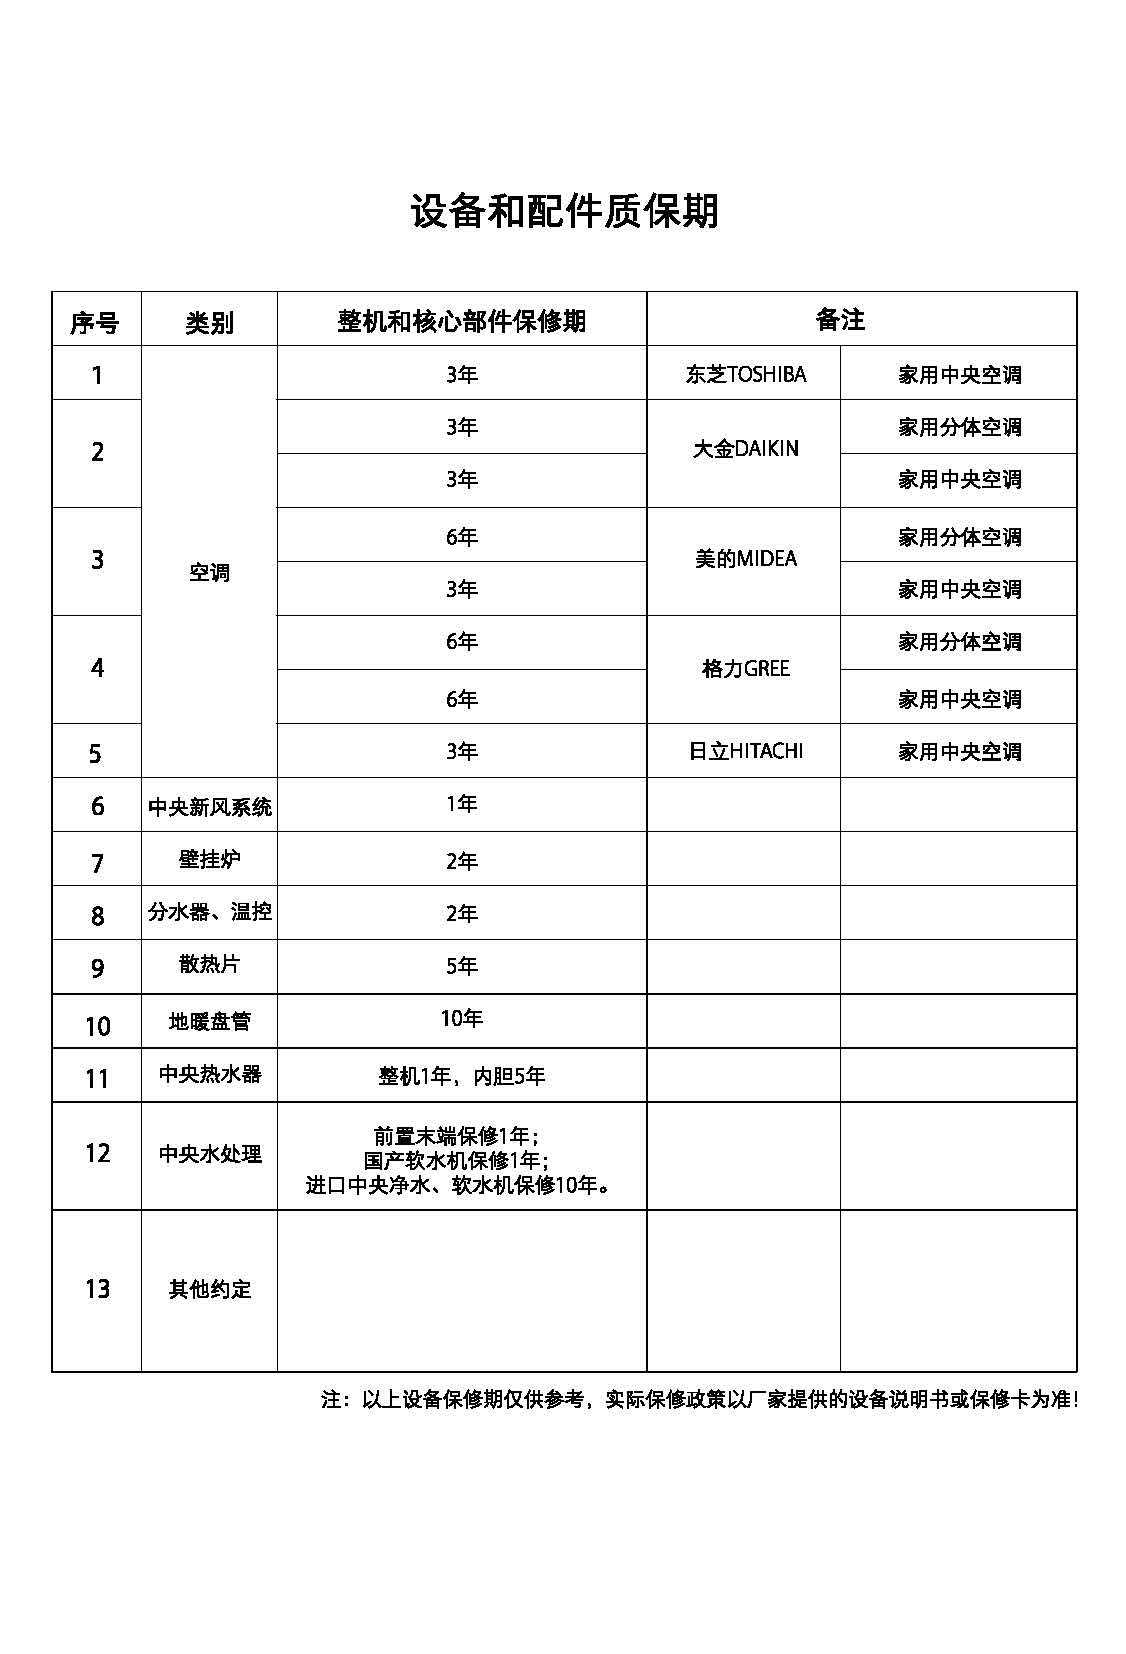 设备和配件质保期
序号 类别 整机和核心部件保修期 备注
1 空调 3年 东芝TOSHIBA 家用中央空调
2 3年 大金DAIKIN 家用分体空调
3年 家用中央空调
3 6年 美的MIDEA 家用分体空调
3年 家用中央空调
4 6年 格力GREE 家用分体空调
6年 家用中央空调
5 3年 日立HITACHI 家用中央空调
6 中央新风系统 1年
7 壁挂炉 2年
8 分水器、温控 2年
9 散热片 5年
10 地暖盘管 10年
11 中央热水器 整机1年，内胆5年
12 中央水处理 前置末端保修1年；
国产软水机保修1年；
进口中央净水、软水机保修10年。
13 其他约定
注：以上设备保修期仅供参考，实际保修政策以厂家提供的设备说明书或保修卡为准！